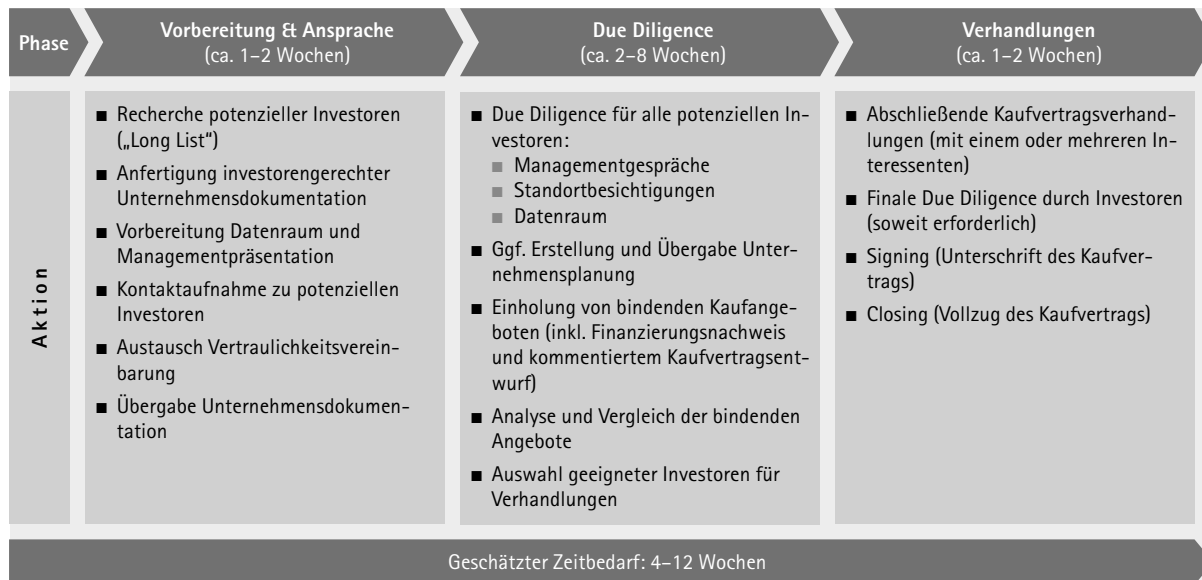 Phase
Vorbereitung & Ansprache
(ca. 1–2 Wochen)
Due Diligence
(ca. 2–8 Wochen)
Verhandlungen
(ca. 1–2 Wochen)
Aktion
■ Recherche potenzieller Investoren
(„Long List“)
■ Anfertigung investorengerechter
Unternehmensdokumentation
■ Vorbereitung Datenraum und
Managementpräsentation
■ Kontaktaufnahme zu potenziellen
Investoren
■ Austausch Vertraulichkeitsverein-
barung
■ Übergabe Unternehmensdokumen-
tation
■ Due Diligence für alle potenziellen In-
vestoren:
■ Managementgespräche
■ Standortbesichtigungen
■ Datenraum
■ Ggf. Erstellung und Übergabe Unter-
nehmensplanung
■ Einholung von bindenden Kaufange-
boten (inkl. Finanzierungsnachweis
und kommentiertem Kaufvertragsent-
wurf)
■ Analyse und Vergleich der bindenden
Angebote
■ Auswahl geeigneter Investoren für
Verhandlungen
■ Abschließende Kaufvertragsverhand-
lungen (mit einem oder mehreren In-
teressenten)
■ Finale Due Diligence durch Investoren
(soweit erforderlich)
■ Signing (Unterschrift des Kaufver-
trags)
■ Closing (Vollzug des Kaufvertrags)
Geschätzter Zeitbedarf: 4–12 Wochen